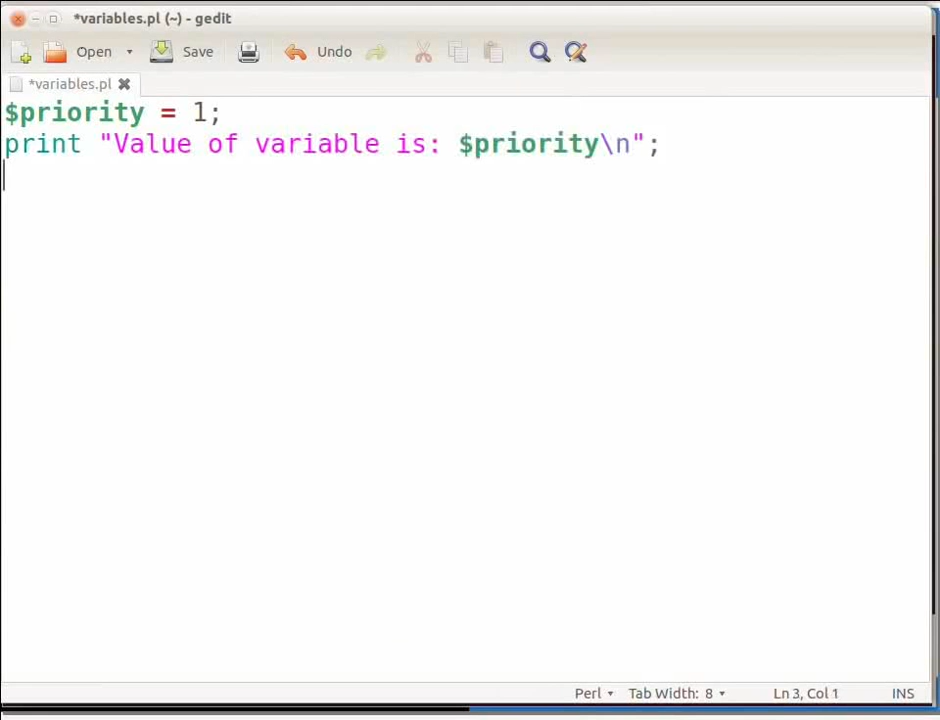 *variables.pl (~) - gedit
Open Save Undo
*variables.pl
$priority = 1;
print "Value of variable is: $priority\n";
Perl Tab Width: 8 Ln 3, Col 1 INS